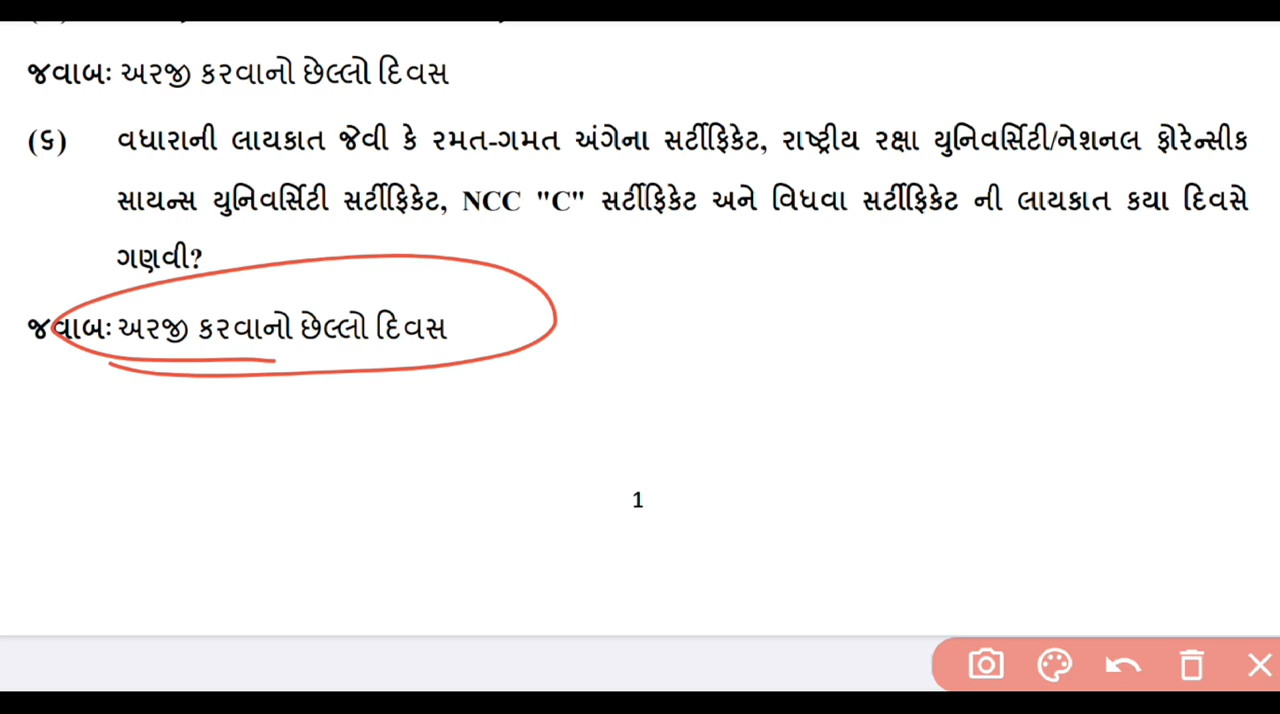 જવાબઃ અરજી કરવાનો છેલ્લો દિવસ
(૬) વધારાની લાયકાત જેવી કે રમત-ગમત અંગેના સર્ટીફિકેટ, રાષ્ટ્રીય રક્ષા યુનિવર્સિટી/નેશનલ ફોરેન્સીક
સાયન્સ યુનિવર્સિટી સર્ટીફિકેટ, NCC "C" સર્ટીફિકેટ અને વિધવા સર્ટીફિકેટ ની લાયકાત કયા દિવસે
ગણવી?
જવાબઃ અરજી કરવાનો છેલ્લો દિવસ
1